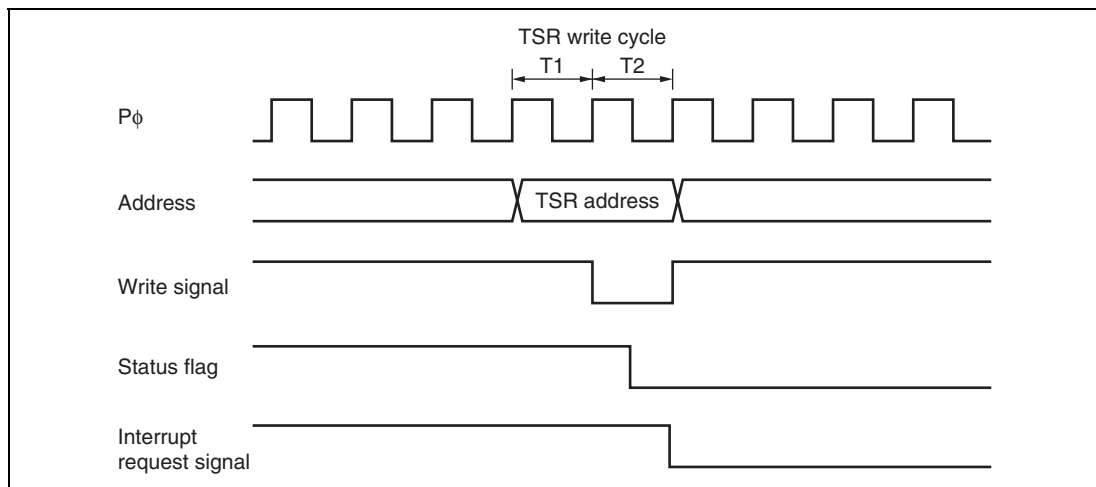 TSR write cycle
T1 T2
Pϕ
Address
TSR address
Write signal
Status flag
Interrupt
request signal